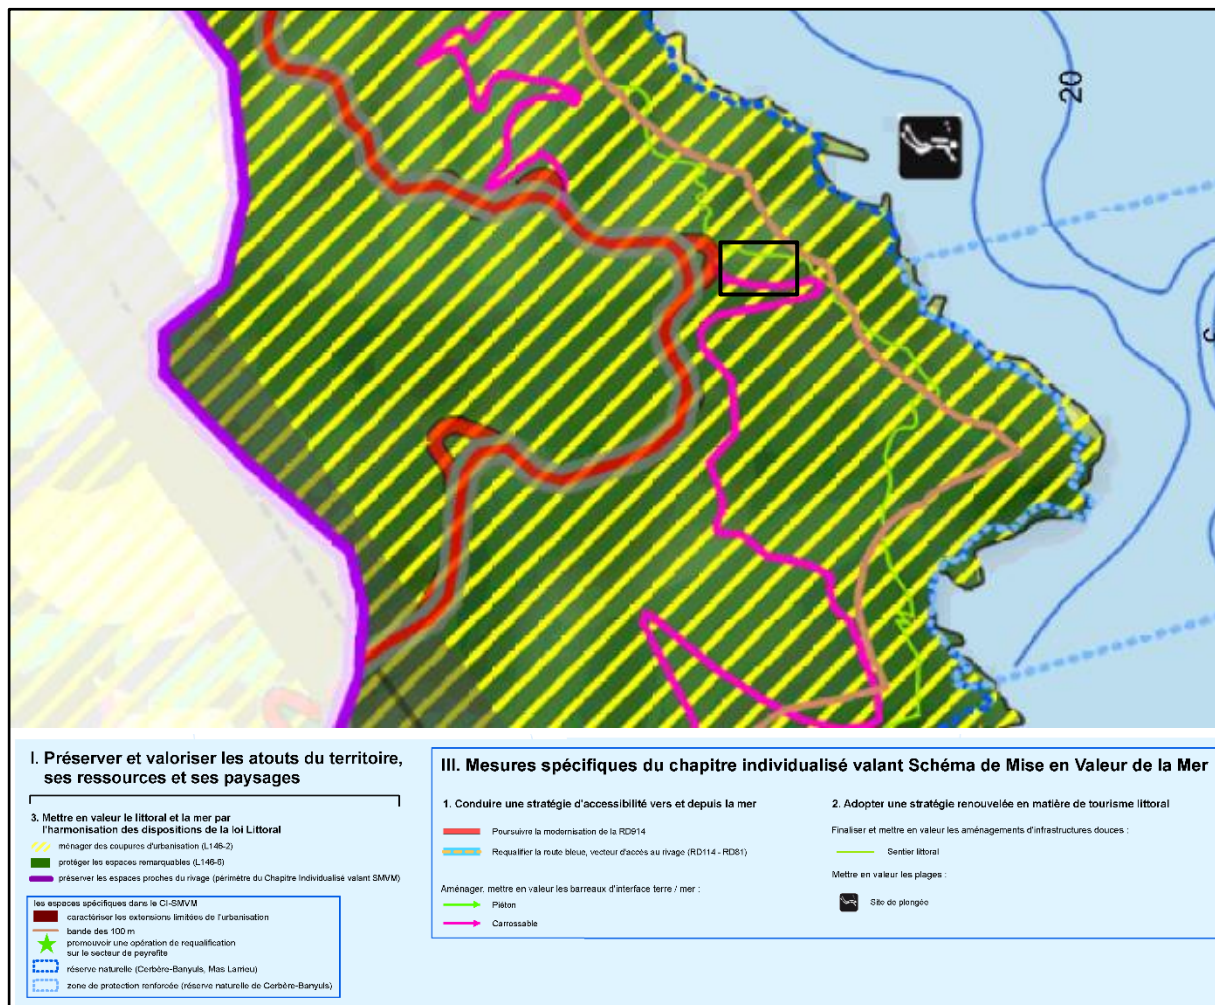 20
I. Préserver et valoriser les atouts du territoire,
ses ressources et ses paysages
3. Mettre en valeur le littoral et la mer par
l'harmonisation des dispositions de la loi Littoral
ménager des coupures d'urbanisation (L146-2)
protéger les espaces remarquables (L146-6)
préserver les espaces proches du rivage (périmètre du Chapitre Individualisé valant SMVM)
les espaces spécifiques dans le CI-SMVM
caractériser les extensions limitées de l'urbanisation
bande des 100 m
promouvoir une opération de requalification
sur le secteur de peyrefite
réserve naturelle (Cerbère-Banyuls, Mas Larrieu)
zone de protection renforcée (réserve naturelle de Cerbère-Banyuls)
III. Mesures spécifiques du chapitre individualisé valant Schéma de Mise en Valeur de la Mer
1. Conduire une stratégie d'accessibilité vers et depuis la mer
Poursuivre la modernisation de la RD914
Requalifier la route bleue, vecteur d'accès au rivage (RD114 - RD81)
Aménager, mettre en valeur les barreaux d'interface terre / mer :
Piéton
Carrossable
2. Adopter une stratégie renouvelée en matière de tourisme littoral
Finaliser et mettre en valeur les aménagements d'infrastructures douces :
Sentier littoral
Mettre en valeur les plages :
Site de plongée